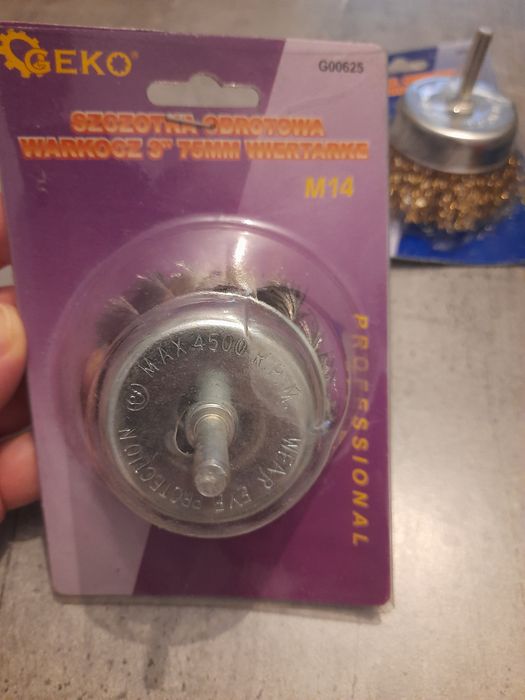 GEKO
G00625
SZCZOTKA OBROTOWA
WARKOCZ 3" 75MM WIERTARKE
M14
MAX 4500 R.P.M. WEAR EYE PROTECTION
PROFESSIONAL